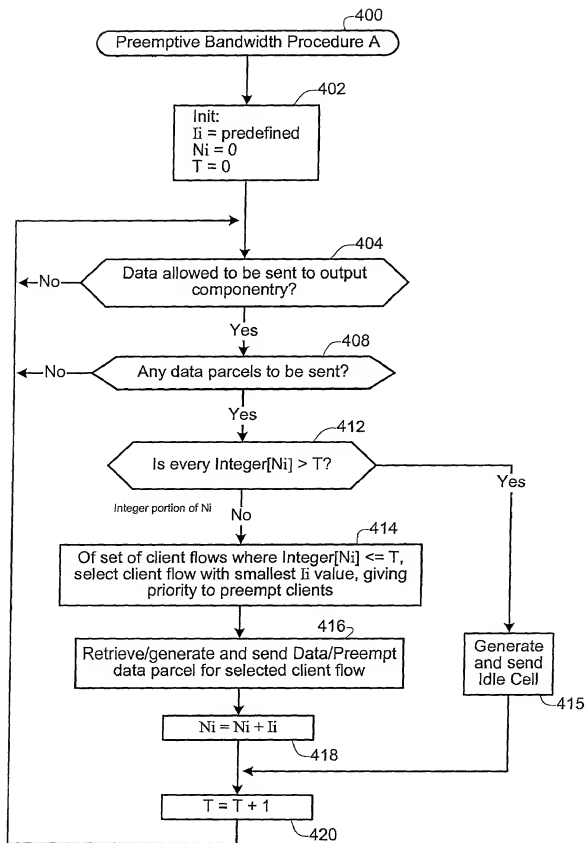 400
Preemptive Bandwidth Procedure A
402
Init:
Ii = predefined
Ni = 0
T = 0
404
Data allowed to be sent to output
componentry?
No
Yes
408
Any data parcels to be sent?
No
Yes
412
Is every Integer[Ni] > T?
Yes
Integer portion of Ni
No
414
Of set of client flows where Integer[Ni] <= T,
select client flow with smallest Ii value, giving
priority to preempt clients
416
Retrieve/generate and send Data/Preempt
data parcel for selected client flow
Generate
and send
Idle Cell
415
Ni = Ni + Ii
418
T = T + 1
420